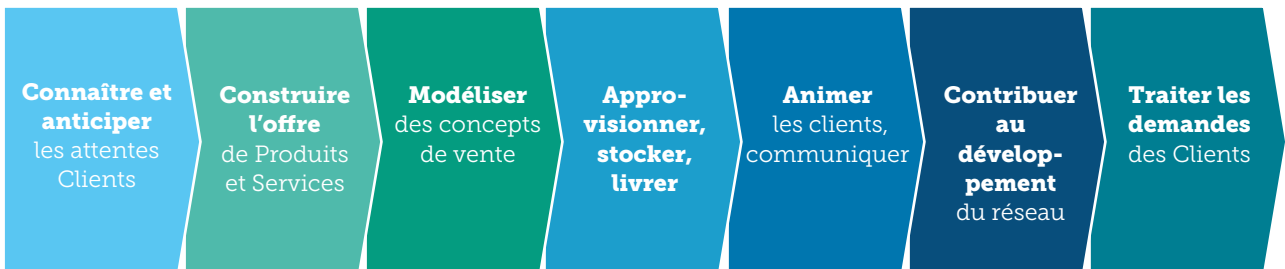 Connaître et
anticiper
les attentes
Clients
Construire
l'offre
de Produits
et Services
Modéliser
des concepts
de vente
Appro-
visionner,
stocker,
livrer
Animer
les clients,
communiquer
Contribuer
au
dévelop-
pement
du réseau
Traiter les
demandes
des Clients